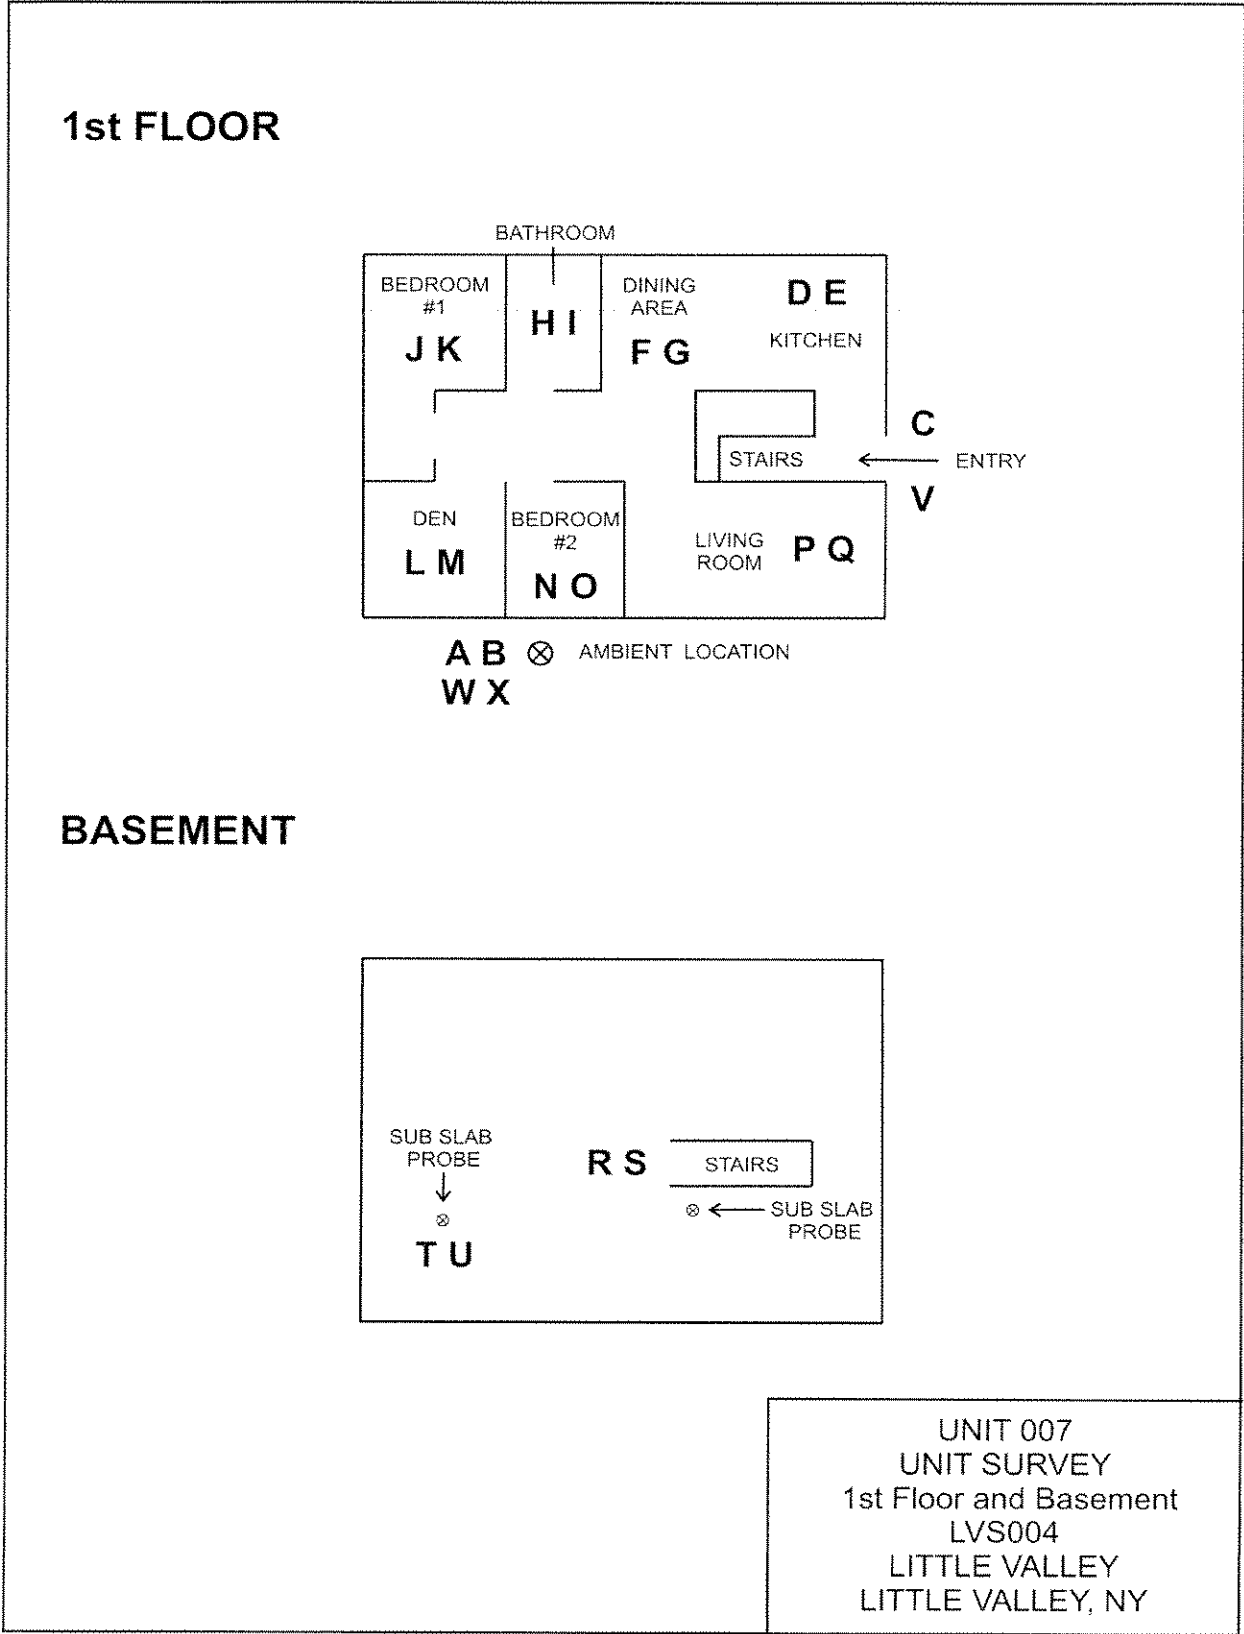 1st FLOOR
BATHROOM
BEDROOM
#1
J K
H I
DINING
AREA
F G
D E
KITCHEN
C
STAIRS
ENTRY
V
DEN
L M
BEDROOM
#2
N O
LIVING
ROOM
P Q
A B
AMBIENT LOCATION
W X
BASEMENT
SUB SLAB
PROBE
T U
R S
STAIRS
SUB SLAB
PROBE
UNIT 007
UNIT SURVEY
1st Floor and Basement
LVS004
LITTLE VALLEY
LITTLE VALLEY, NY